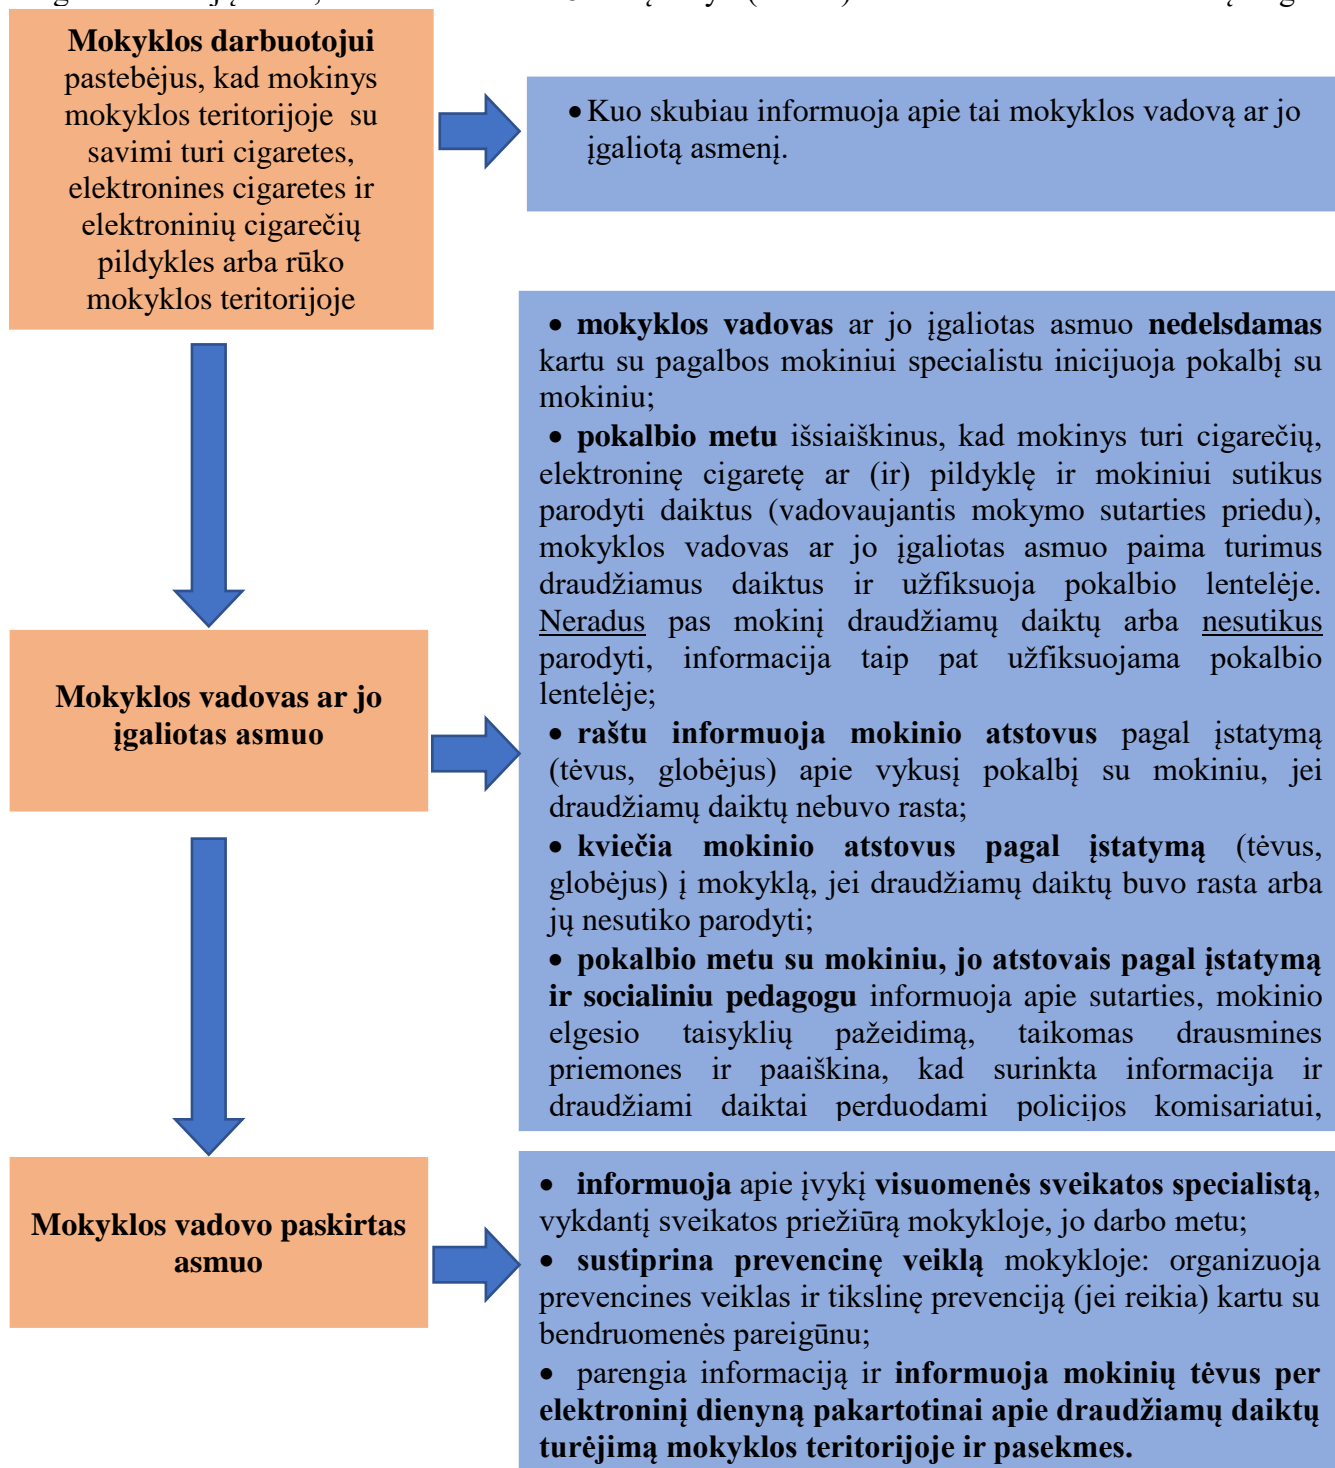 Mokyklos darbuotojui
pastebėjus, kad mokinys
mokyklos teritorijoje su
savimi turi cigaretes,
elektronines cigaretes ir
elektroninių cigarečių
pildykles arba rūko
mokyklos teritorijoje
• Kuo skubiau informuoja apie tai mokyklos vadovą ar jo
įgaliotą asmenį.
Mokyklos vadovas ar jo
įgaliotas asmuo
• mokyklos vadovas ar jo įgaliotas asmuo nedelsdamas
kartu su pagalbos mokiniui specialistu inicijuoja pokalbį su
mokiniu;
• pokalbio metu išsiaiškinus, kad mokinys turi cigarečių,
elektroninę cigaretę ar (ir) pildyklę ir mokiniui sutikus
parodyti daiktus (vadovaujantis mokymo sutarties priedu),
mokyklos vadovas ar jo įgaliotas asmuo paima turimus
draudžiamus daiktus ir užfiksuoja pokalbio lentelėje.
Neradus pas mokinį draudžiamų daiktų arba nesutikus
parodyti, informacija taip pat užfiksuojama pokalbio
lentelėje;
• raštu informuoja mokinio atstovus pagal įstatymą
(tėvus, globėjus) apie vykusį pokalbį su mokiniu, jei
draudžiamų daiktų nebuvo rasta;
• kviečia mokinio atstovus pagal įstatymą (tėvus,
globėjus) į mokyklą, jei draudžiamų daiktų buvo rasta arba
jų nesutiko parodyti;
• pokalbio metu su mokiniu, jo atstovais pagal įstatymą
ir socialiniu pedagogu informuoja apie sutarties, mokinio
elgesio taisyklių pažeidimą, taikomas drausmines
priemones ir paaiškina, kad surinkta informacija ir
draudžiami daiktai perduodami policijos komisariatui,
Mokyklos vadovo paskirtas
asmuo
• informuoja apie įvykį visuomenės sveikatos specialistą,
vykdantį sveikatos priežiūrą mokykloje, jo darbo metu;
• sustiprina prevencinę veiklą mokykloje: organizuoja
prevencines veiklas ir tikslinę prevenciją (jei reikia) kartu su
bendruomenės pareigūnu;
• parengia informaciją ir informuoja mokinių tėvus per
elektroninį dienyną pakartotinai apie draudžiamų daiktų
turėjimą mokyklos teritorijoje ir pasekmes.